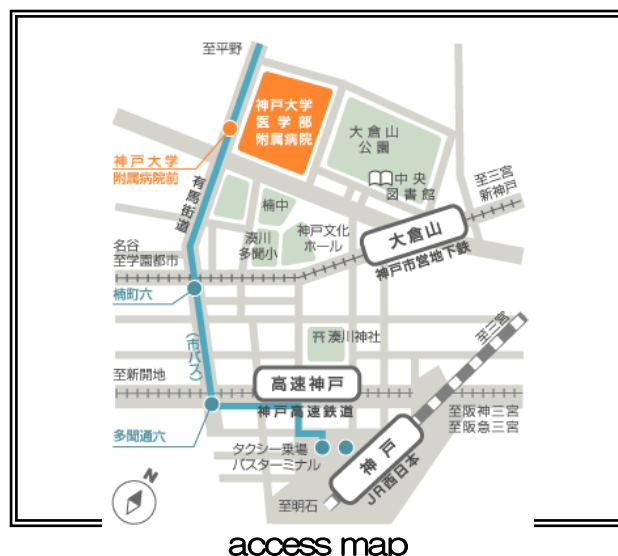 至平野
神戸大学
医学部
附属病院
大倉山
公園
中央
図書館
至三宮
新神戸
神戸大学
附属病院前
有馬街道
楠中
湊川
多聞小
神戸文化
ホール
大倉山
神戸市営地下鉄
名谷
至学園都市
楠町六
(市バス)
湊川神社
至三宮
至新開地
高速神戸
神戸高速鉄道
至阪神三宮
至阪急三宮
多聞通六
タクシー乗場
バスターミナル
神戸
JR西日本
至明石
N
access map